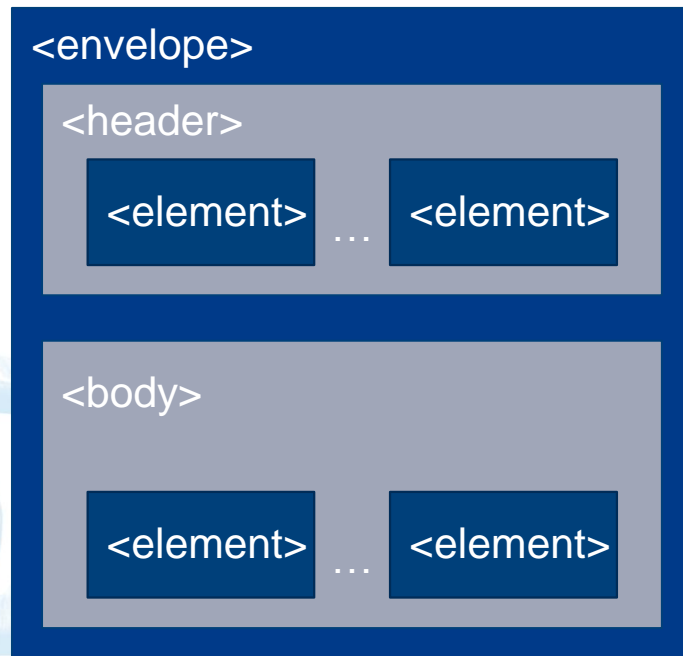 <envelope>
<header>
<element> … <element>
<body>
<element> … <element>